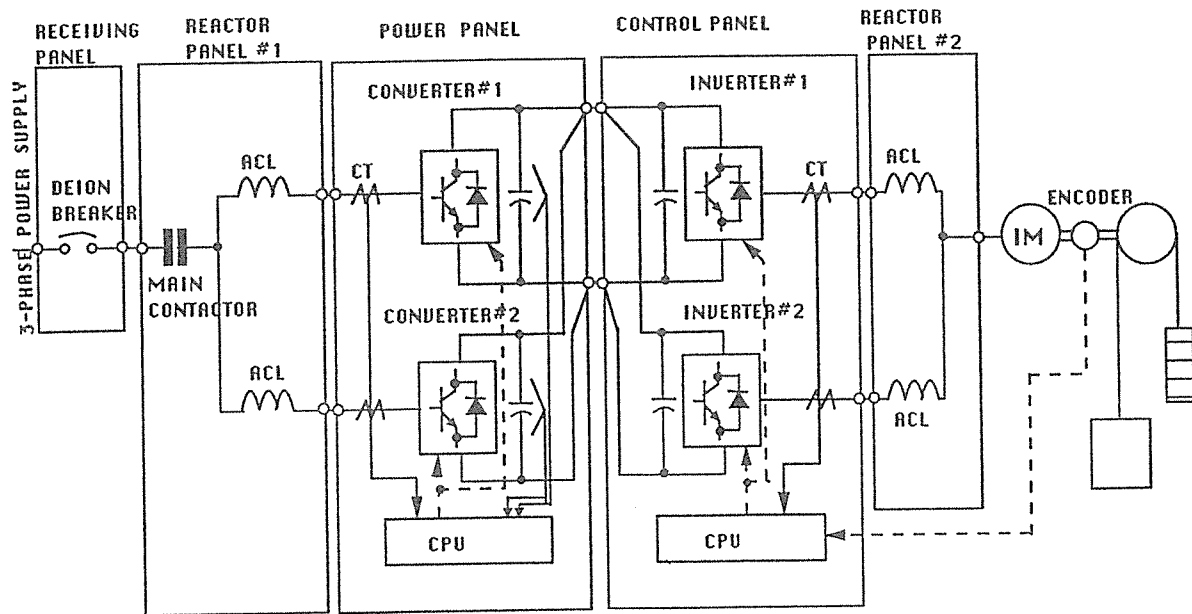 RECEIVING
PANEL
REACTOR
PANEL #1
POWER PANEL
CONTROL PANEL
REACTOR
PANEL #2
3-PHASE POWER SUPPLY
DEION
BREAKER
MAIN
CONTACTOR
ACL
ACL
CONVERTER#1
CT
CONVERTER#2
CPU
INVERTER#1
CT
INVERTER#2
CPU
ACL
ACL
IM
ENCODER